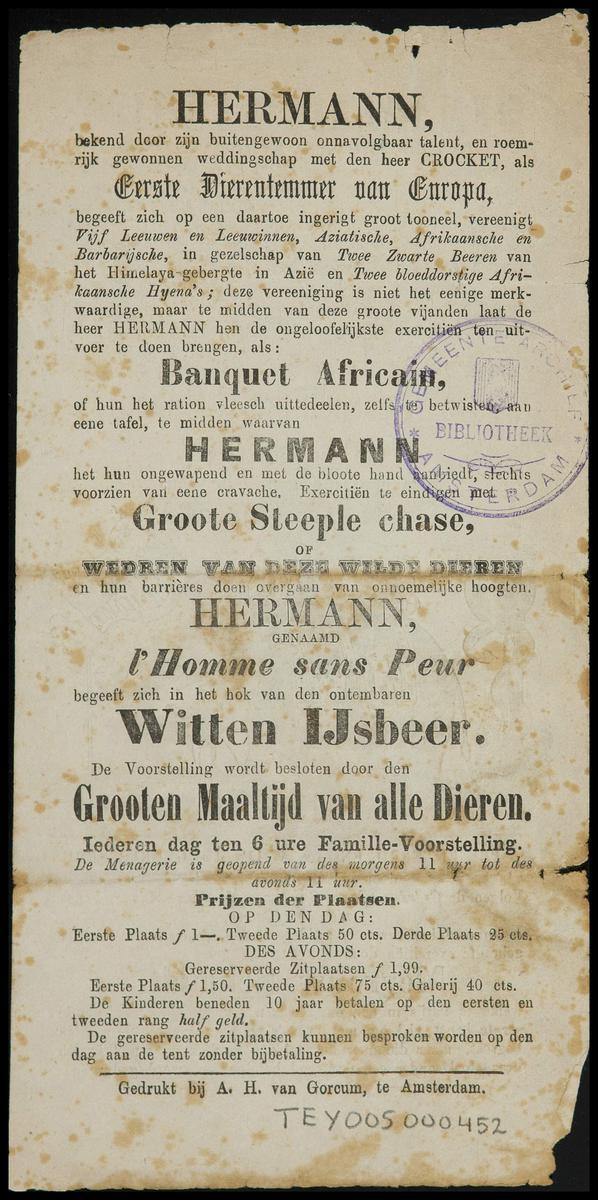 HERMANN,
bekend door zijn buitengewoon onnavolgbaar talent, en roem-
rijk gewonnen weddingschap met den heer CROCKET, als
Eerste Dierentemmer van Europa,
begeeft zich op een daartoe ingerigt groot tooneel, vereenigt
Vijf Leeuwen en Leeuwinnen, Aziatische, Afrikaansche en
Barbarijsche, in gezelschap van Twee Zwarte Beeren van
het Himelaya-gebergte in Azië en Twee bloeddorstige Afri-
kaansche Hyena's; deze vereeniging is niet het eenige merk-
waardige, maar te midden van deze groote vijanden laat de
heer HERMANN hen de ongeloofelijkste exercitiën ten uit-
voer te doen brengen, als:
Banquet Africain,
of hun het ration vleesch uittedeelen, zelfs te betwisten, aan
eene tafel, te midden waarvan
HERMANN
het hun ongewapend en met de bloote hand aanbiedt, slechts
voorzien van eene cravache. Exercitiën te eindigen met
Groote Steeple chase,
OF
WEDREN VAN DEZE WILDE DIEREN
en hun barrières doen overgaan van onnoemelijke hoogten.
HERMANN,
GENAAMD
l'Homme sans Peur
begeeft zich in het hok van den ontembaren
Witten IJsbeer.
De Voorstelling wordt besloten door den
Grooten Maaltijd van alle Dieren.
Iederen dag ten 6 ure Famille-Voorstelling.
De Menagerie is geopend van des morgens 11 uur tot des
avonds 11 uur.
Prijzen der Plaatsen.
OP DEN DAG:
Eerste Plaats f 1—. Tweede Plaats 50 cts. Derde Plaats 25 cts.
DES AVONDS:
Gereserveerde Zitplaatsen f 1,99.
Eerste Plaats f 1,50. Tweede Plaats 75 cts. Galerij 40 cts.
De Kinderen beneden 10 jaar betalen op den eersten en
tweeden rang half geld.
De gereserveerde zitplaatsen kunnen besproken worden op den
dag aan de tent zonder bijbetaling.
Gedrukt bij A. H. van Gorcum, te Amsterdam.
TEY005000452
GEMEENTE ARCHIEF
BIBLIOTHEEK
* AMSTERDAM *